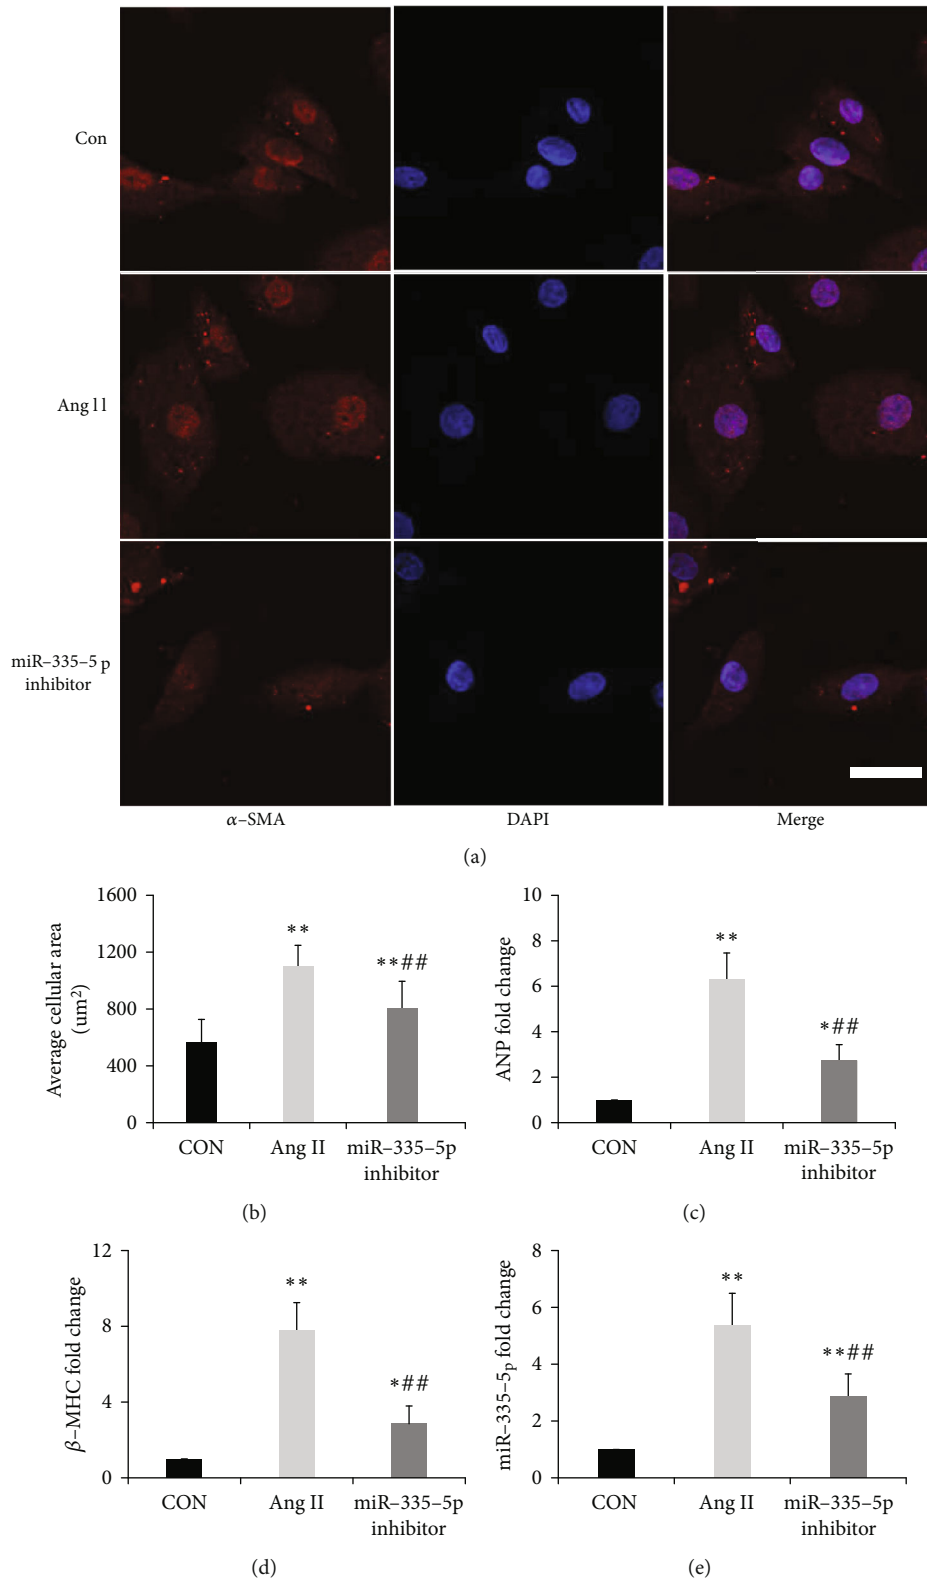 Con
Ang 11
miR–335–5 p
inhibitor
α–SMA DAPI Merge
(a)
Average cellular area
(um²)
1600
1200
800
400
0
**
**##
CON Ang II miR–335–5p
inhibitor
(b)
ANP fold change
10
8
6
4
2
0
**
*##
CON Ang II miR–335–5p
inhibitor
(c)
β–MHC fold change
12
8
4
0
**
*##
CON Ang II miR–335–5p
inhibitor
(d)
miR–335–5p fold change
8
6
4
2
0
**
**##
CON Ang II miR–335–5p
inhibitor
(e)